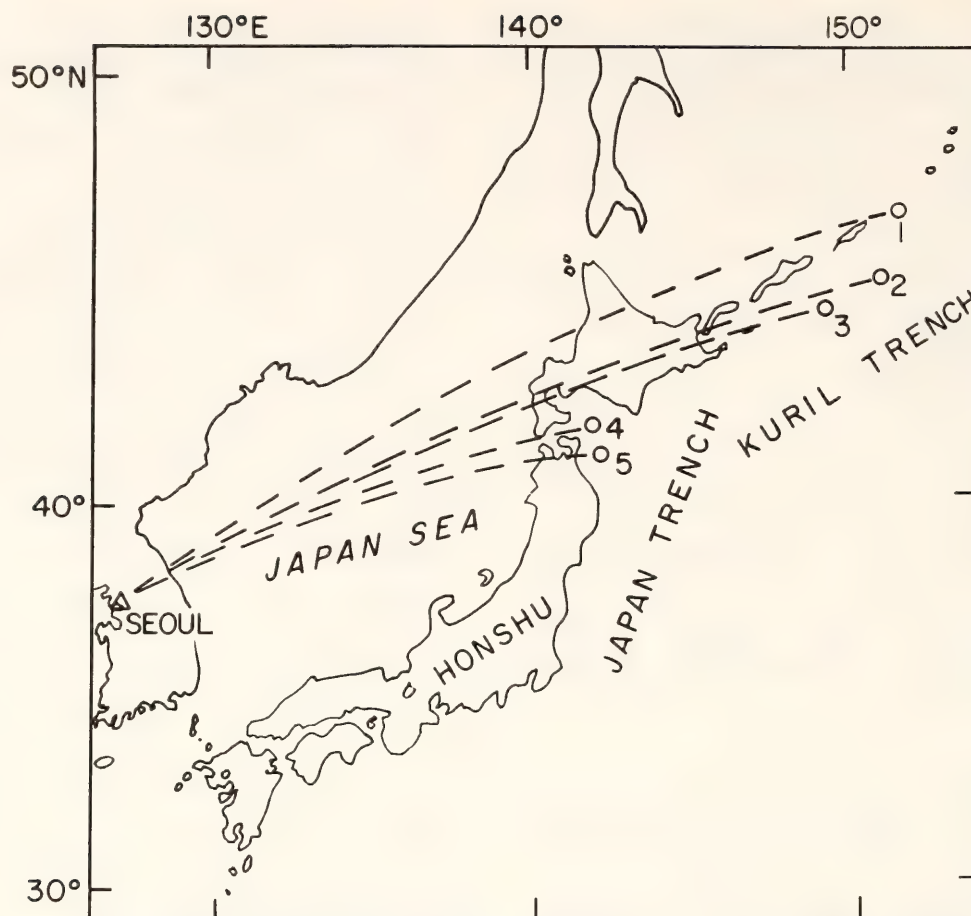 130°E
140°
150°
50°N
1
2
3
KURIL TRENCH
4
5
40°
JAPAN SEA
JAPAN TRENCH
SEOUL
HONSHU
30°